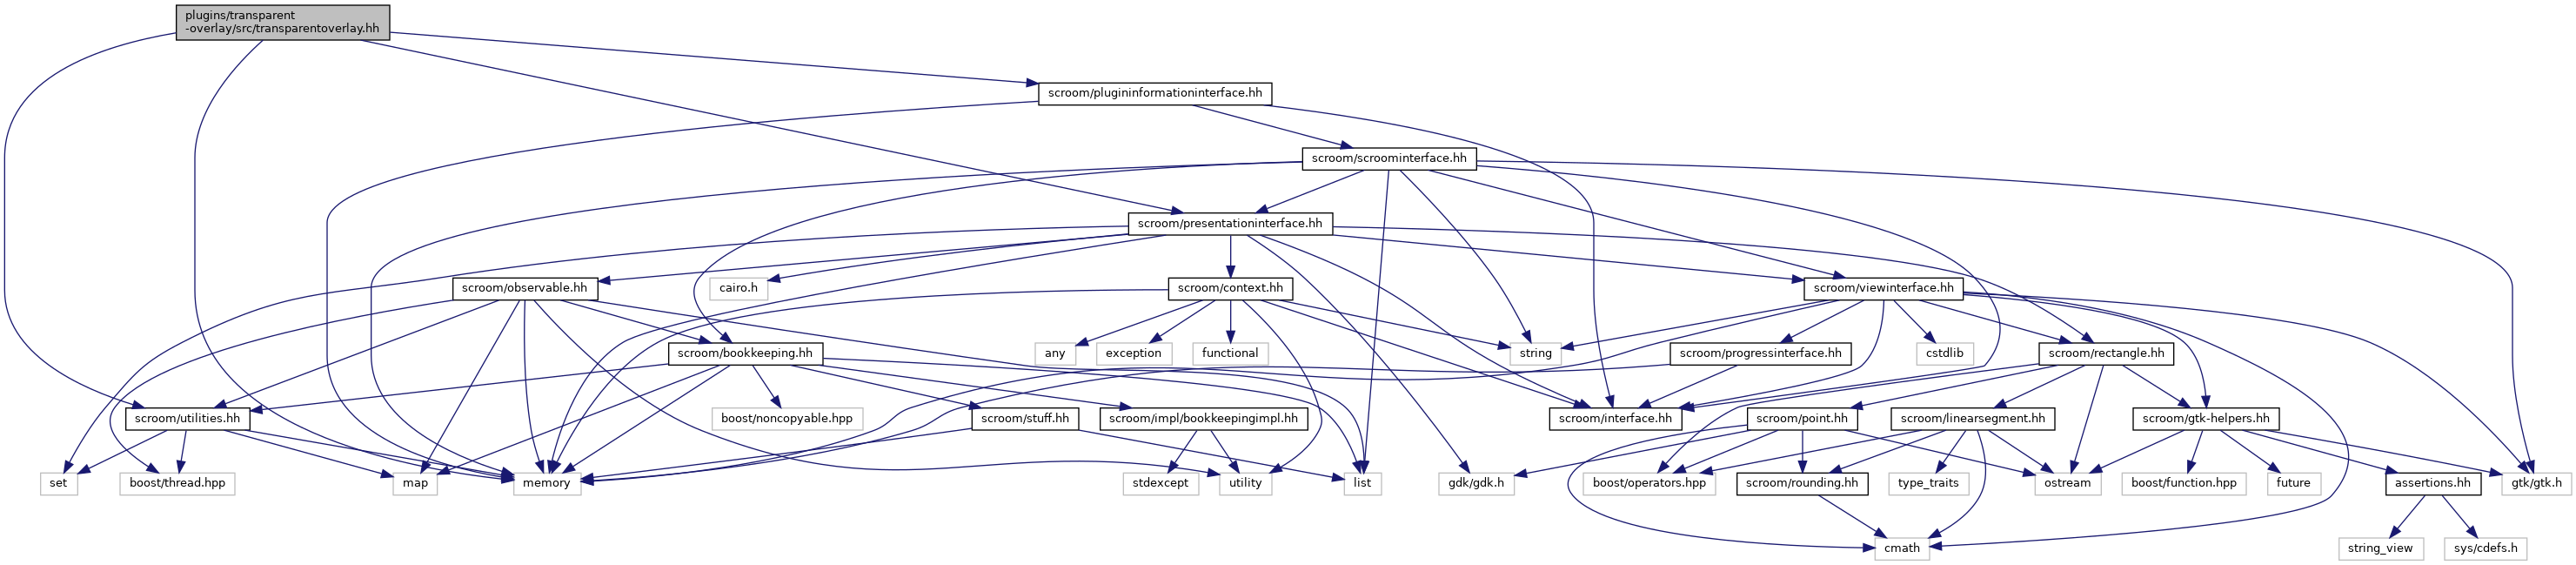 plugins/transparent
-overlay/src/transparentoverlay.hh
scroom/plugininformationinterface.hh
scroom/scroominterface.hh
scroom/presentationinterface.hh
scroom/observable.hh
cairo.h
scroom/context.hh
scroom/viewinterface.hh
scroom/bookkeeping.hh
any
exception
functional
string
scroom/progressinterface.hh
cstdlib
scroom/rectangle.hh
scroom/utilities.hh
boost/noncopyable.hpp
scroom/stuff.hh
scroom/impl/bookkeepingimpl.hh
scroom/interface.hh
scroom/point.hh
scroom/linearsegment.hh
scroom/gtk-helpers.hh
set
boost/thread.hpp
map
memory
stdexcept
utility
list
gdk/gdk.h
boost/operators.hpp
scroom/rounding.hh
type_traits
ostream
boost/function.hpp
future
assertions.hh
gtk/gtk.h
cmath
string_view
sys/cdefs.h